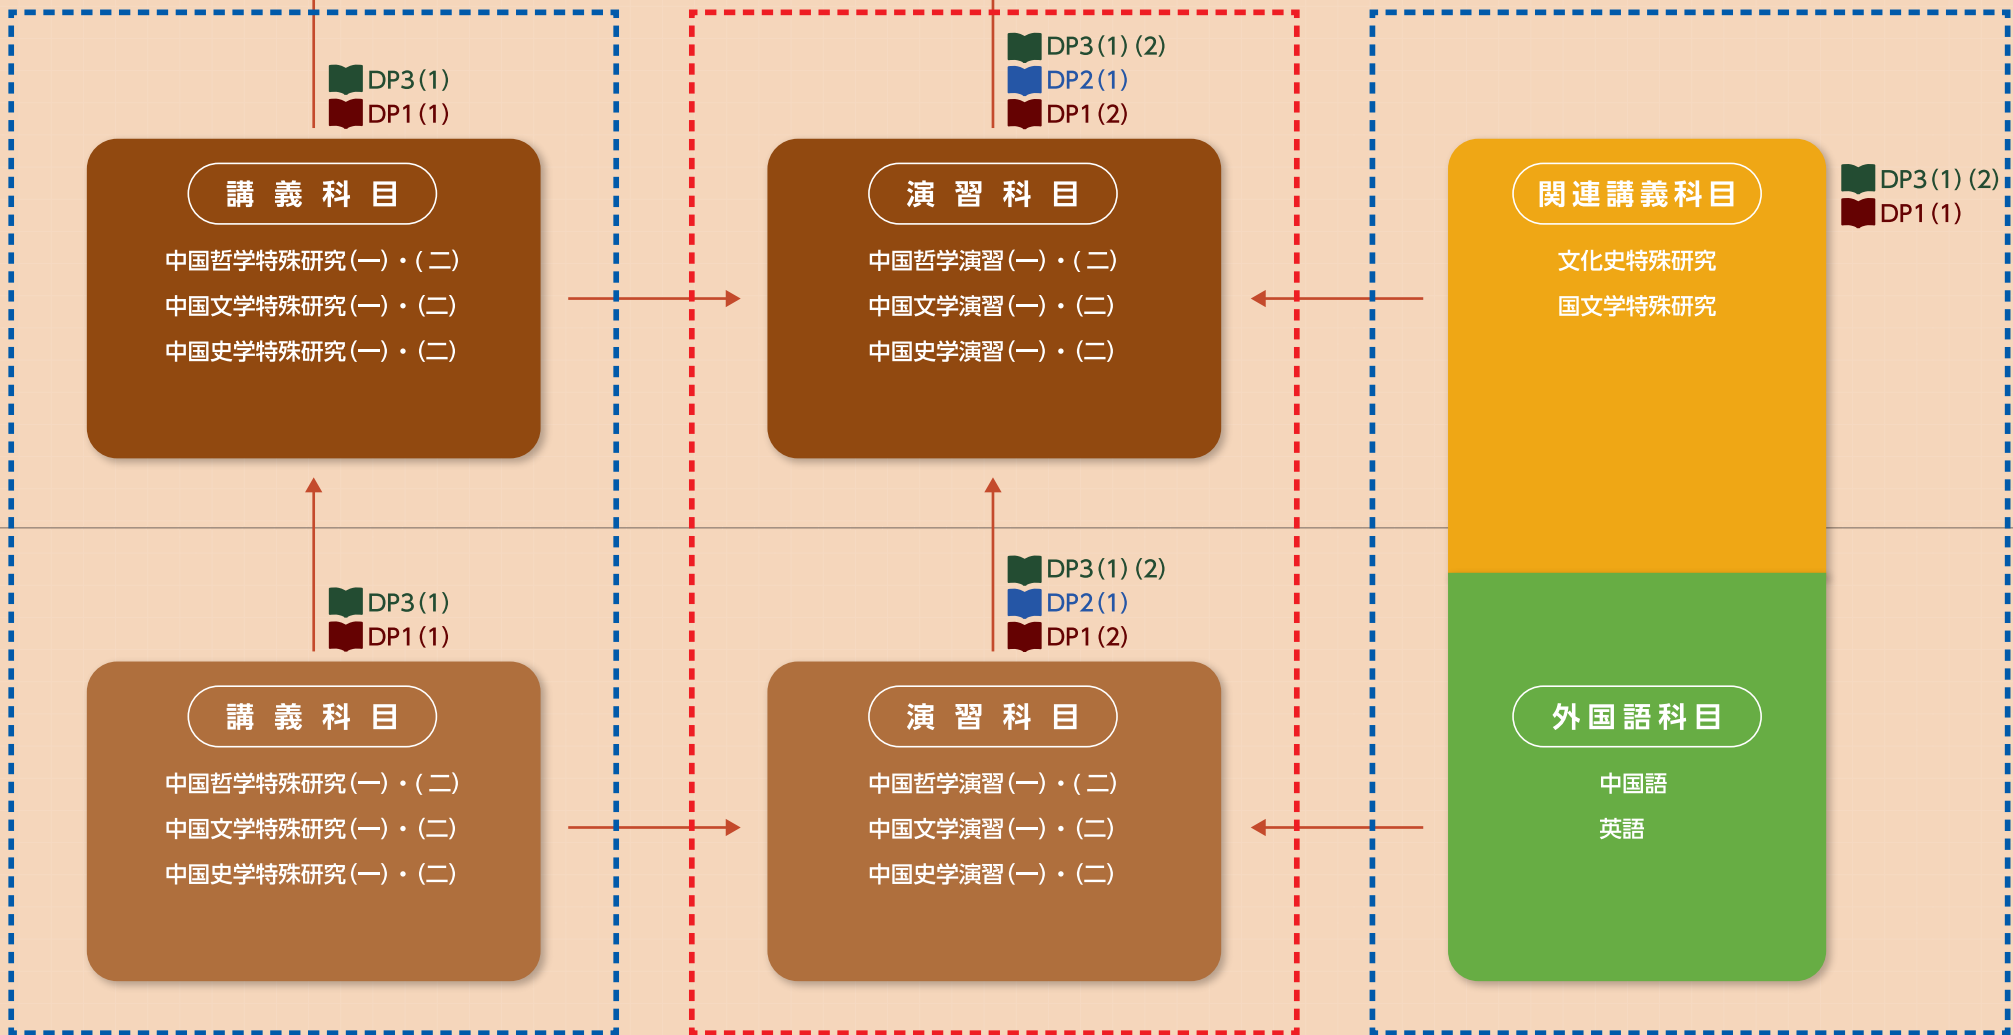 DP3(1)
DP1(1)
講義科目
中国哲学特殊研究(一)・(二)
中国文学特殊研究(一)・(二)
中国史学特殊研究(一)・(二)
DP3(1)(2)
DP2(1)
DP1(2)
演習科目
中国哲学演習(一)・(二)
中国文学演習(一)・(二)
中国史学演習(一)・(二)
関連講義科目
文化史特殊研究
国文学特殊研究
DP3(1)(2)
DP1(1)
DP3(1)
DP1(1)
講義科目
中国哲学特殊研究(一)・(二)
中国文学特殊研究(一)・(二)
中国史学特殊研究(一)・(二)
DP3(1)(2)
DP2(1)
DP1(2)
演習科目
中国哲学演習(一)・(二)
中国文学演習(一)・(二)
中国史学演習(一)・(二)
外国語科目
中国語
英語